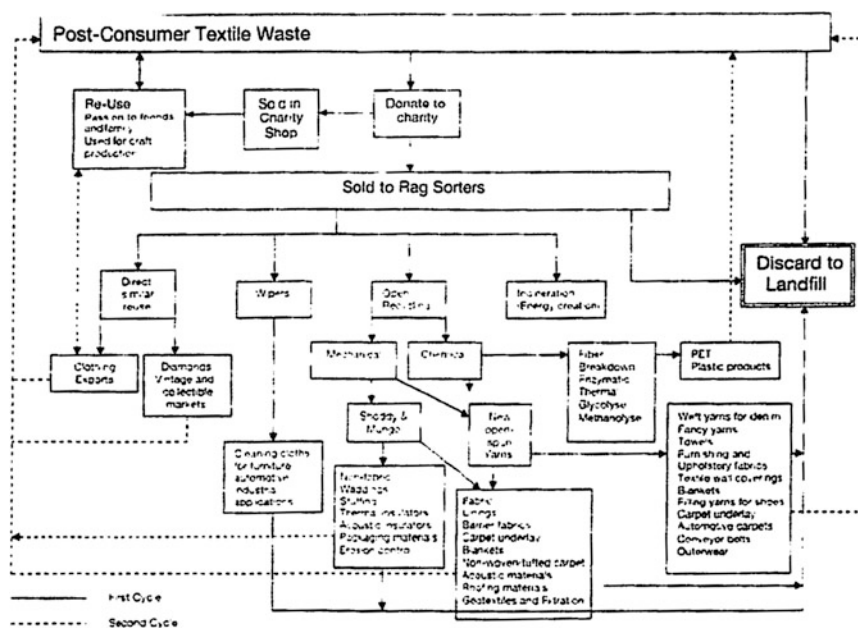 Post-Consumer Textile Waste
Re-Use
Pass on to friends
and family
Used for craft
production
Sold in
Charity
Shop
Donate to
charity
Sold to Rag Sorters
Discard to
Landfill
Direct
similar
reuse
Wipers
Open
Recycling
Incineration
(Energy creation)
Mechanical
Chemical
Fiber
Breakdown
Enzymatic
Thermal
Glycolyse
Methanolyse
PET
Plastic products
Clothing
Exports
Diamonds
Vintage and
collectible
markets
Shoddy &
Mungo
New
open-
spun
Yarns
Weft yarns for denim
Fancy yarns
Towels
Furnishing and
Upholstory fabrics
Textile wall coverings
Blankets
Filling yarns for shoes
Carpet underlay
Automotive carpets
Conveyor belts
Outerwear
Cleaning cloths
for furniture
automotive
industrial
applications
Non-fabric
Waddings
Stuffing
Thermal insulators
Acoustic insulators
Packaging materials
Erosion control
Fabric
Linings
Barrier fabrics
Carpet underlay
Blankets
Non-woven-tufted carpet
Acoustic materials
Roofing materials
Geotextiles and Filtration
First Cycle
Second Cycle